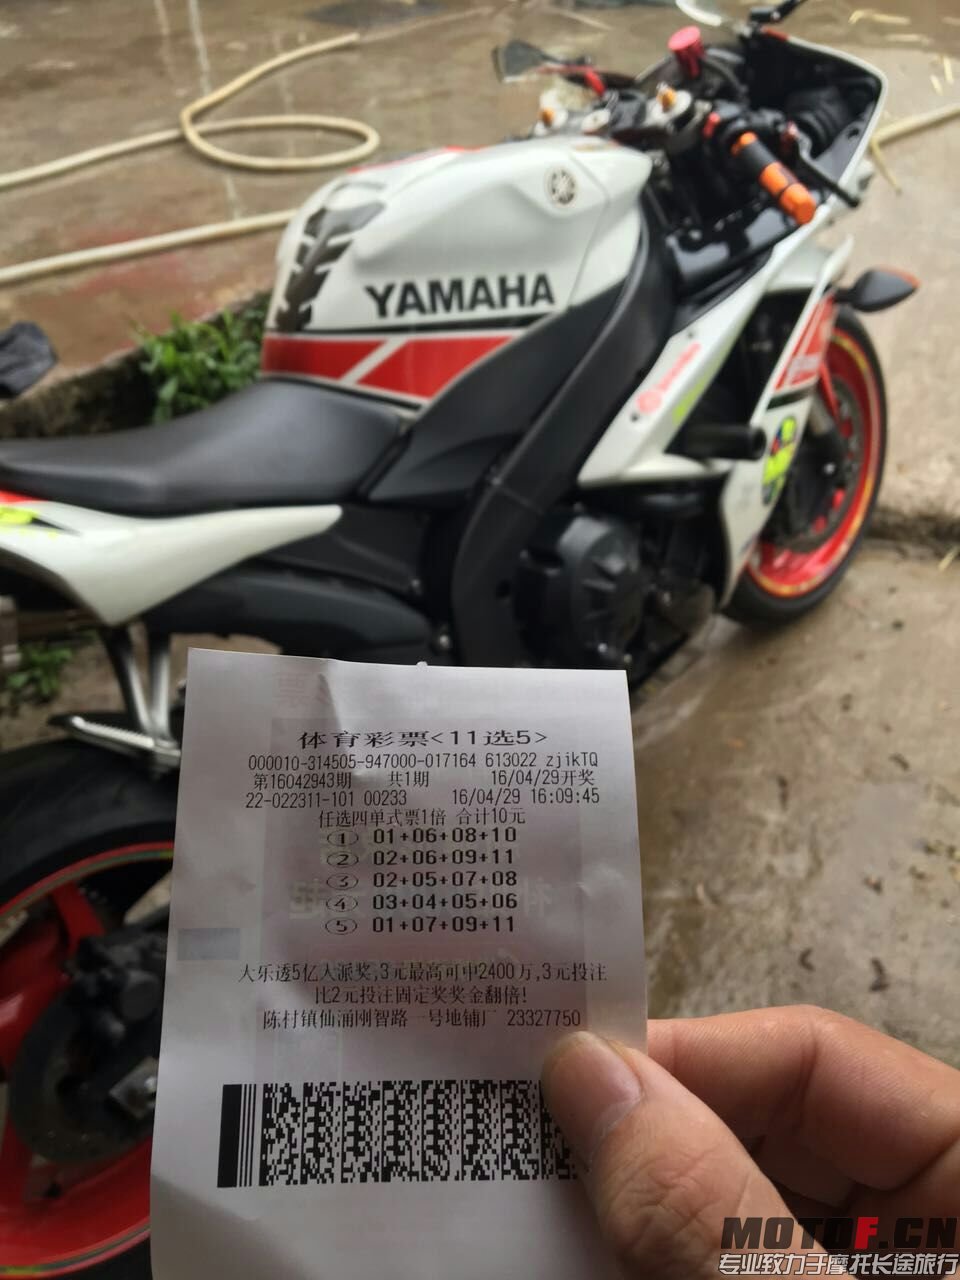 YAMAHA
体育彩票<11选5>
000010-314505-947000-017164 613022 zjikTQ
第16042943期 共1期 16/04/29开奖
22-022311-101 00233 16/04/29 16:09:45
任选四单式票1倍 合计10元
① 01+06+08+10
② 02+06+09+11
③ 02+05+07+08
④ 03+04+05+06
⑤ 01+07+09+11
大乐透5亿大派奖,3元最高可中2400万,3元投注
比2元投注固定奖奖金翻倍!
陈村镇仙涌刚智路一号地铺厂 23327750
MOTOF.CN
专业致力于摩托长途旅行